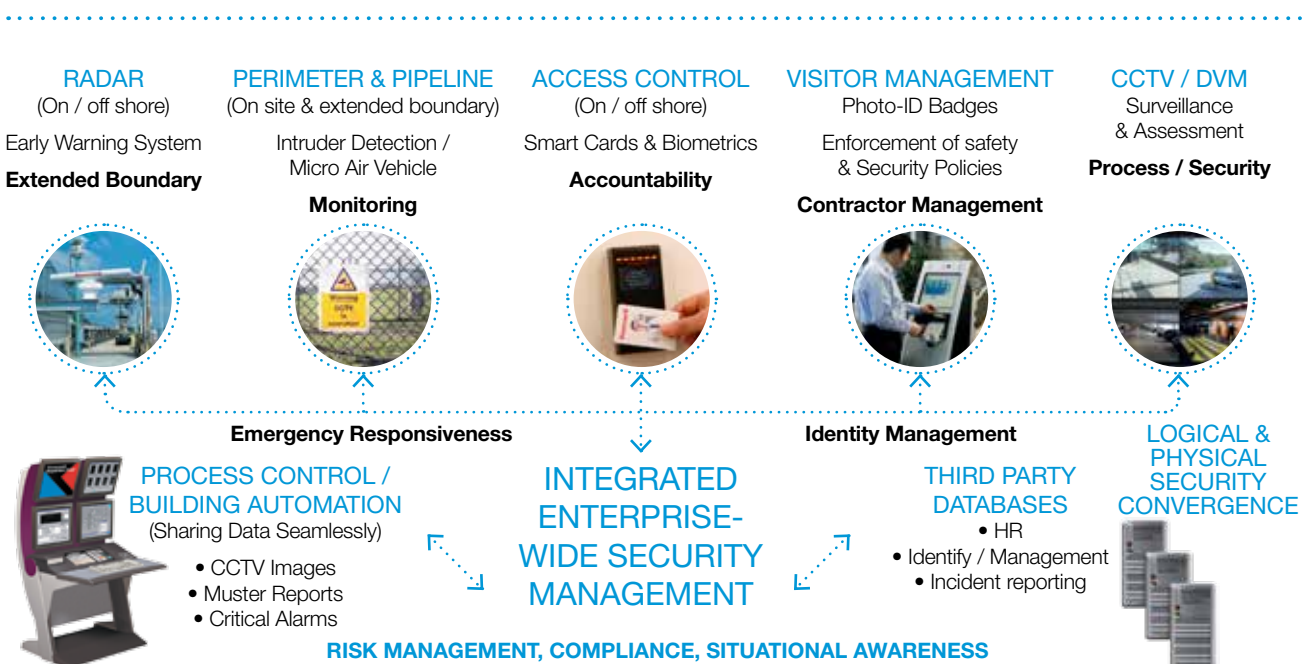 RADAR
(On / off shore)
Early Warning System
Extended Boundary
PERIMETER & PIPELINE
(On site & extended boundary)
Intruder Detection /
Micro Air Vehicle
Monitoring
ACCESS CONTROL
(On / off shore)
Smart Cards & Biometrics
Accountability
VISITOR MANAGEMENT
Photo-ID Badges
Enforcement of safety
& Security Policies
Contractor Management
CCTV / DVM
Surveillance
& Assessment
Process / Security
Warning
CCTV
Emergency Responsiveness
Identity Management
PROCESS CONTROL /
BUILDING AUTOMATION
(Sharing Data Seamlessly)
• CCTV Images
• Muster Reports
• Critical Alarms
INTEGRATED
ENTERPRISE-
WIDE SECURITY
MANAGEMENT
THIRD PARTY
DATABASES
• HR
• Identify / Management
• Incident reporting
LOGICAL &
PHYSICAL
SECURITY
CONVERGENCE
RISK MANAGEMENT, COMPLIANCE, SITUATIONAL AWARENESS